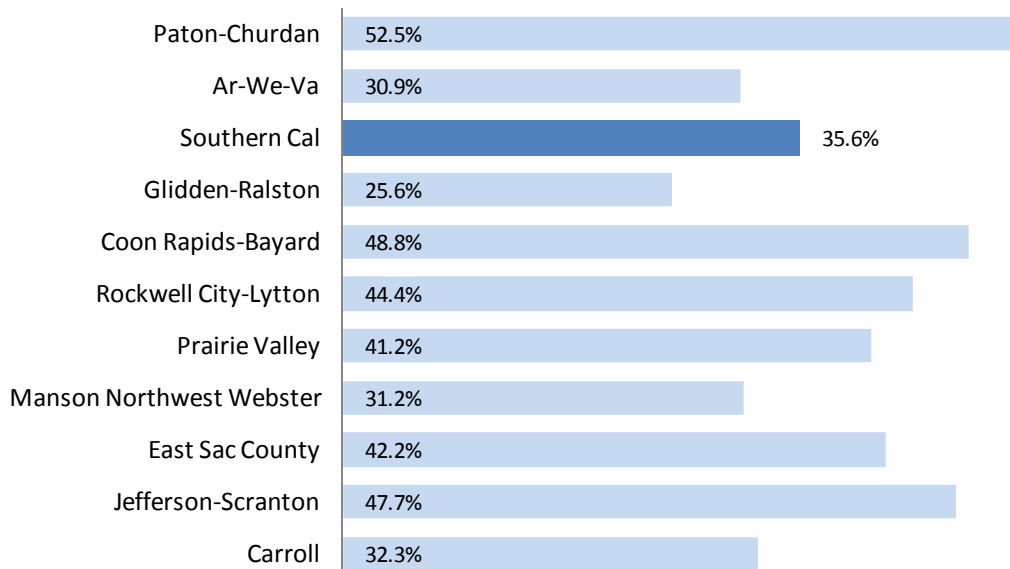 Paton-Churdan 52.5%
Ar-We-Va 30.9%
Southern Cal 35.6%
Glidden-Ralston 25.6%
Coon Rapids-Bayard 48.8%
Rockwell City-Lytton 44.4%
Prairie Valley 41.2%
Manson Northwest Webster 31.2%
East Sac County 42.2%
Jefferson-Scranton 47.7%
Carroll 32.3%